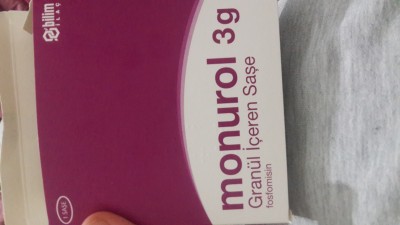 bilim
İLAÇ
monurol 3g
Granül İçeren Saşe
fosfomisin
1 SAŞE